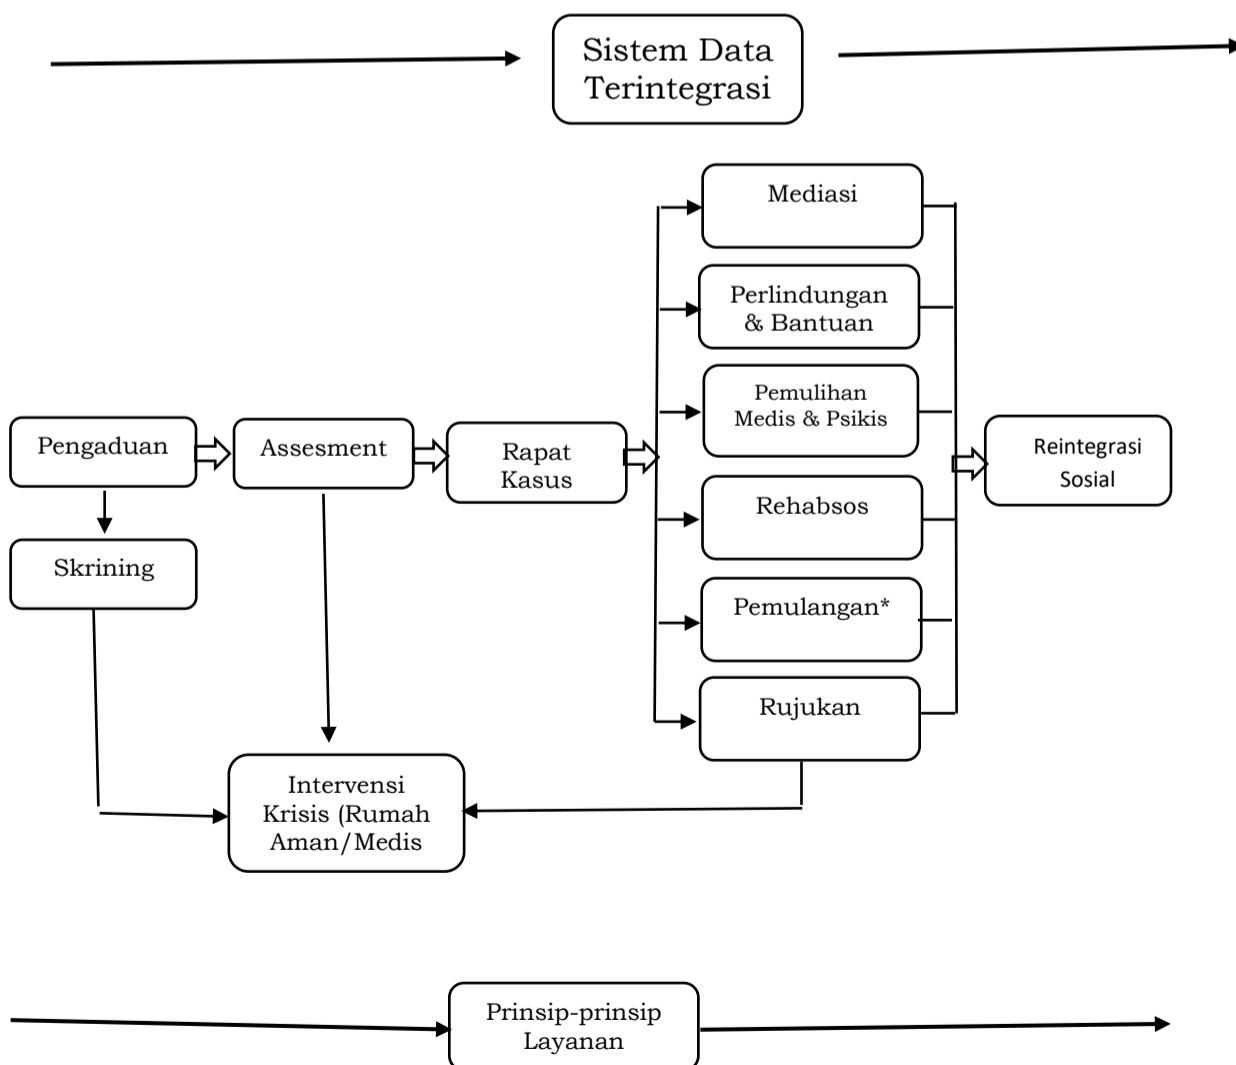 Sistem Data
Terintegrasi
Mediasi
Perlindungan
& Bantuan
Pemulihan
Medis & Psikis
Pengaduan
Assesment
Rapat
Kasus
Reintegrasi
Sosial
Rehabsos
Skrining
Pemulangan*
Rujukan
Intervensi
Krisis (Rumah
Aman/Medis
Prinsip-prinsip
Layanan